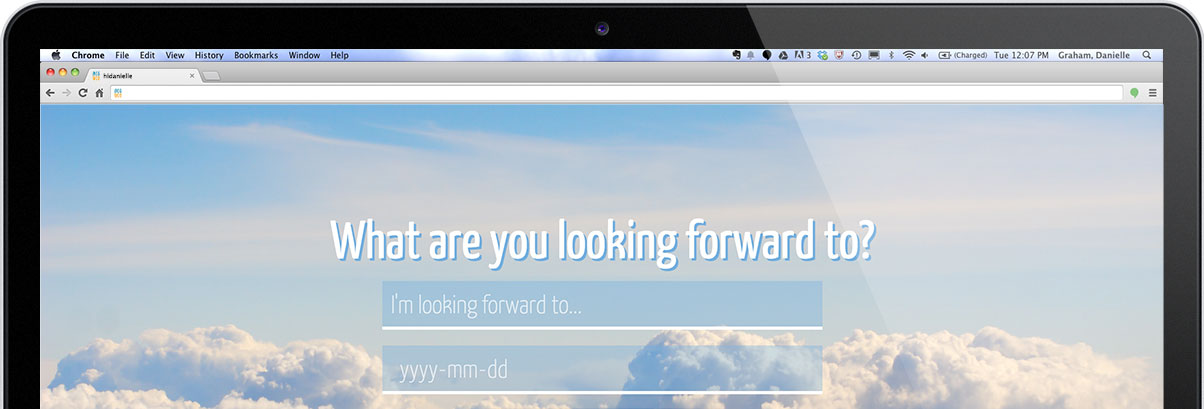 Chrome File Edit View History Bookmarks Window Help 3 (Charged) Tue 12:07 PM Graham, Danielle
hidanielle
What are you looking forward to?
I'm looking forward to...
yyyy-mm-dd